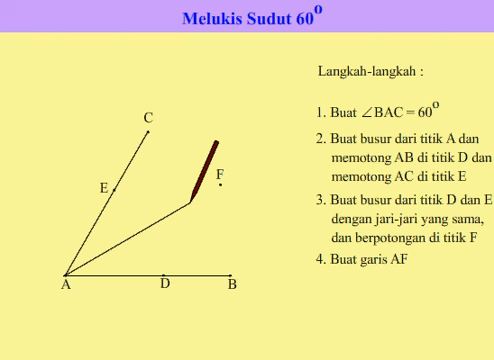 Melukis Sudut 60⁰
Langkah-langkah :
C
1. Buat ∠BAC = 60⁰
2. Buat busur dari titik A dan
memotong AB di titik D dan
F
memotong AC di titik E
E
3. Buat busur dari titik D dan E
dengan jari-jari yang sama,
dan berpotongan di titik F
4. Buat garis AF
A
D
B